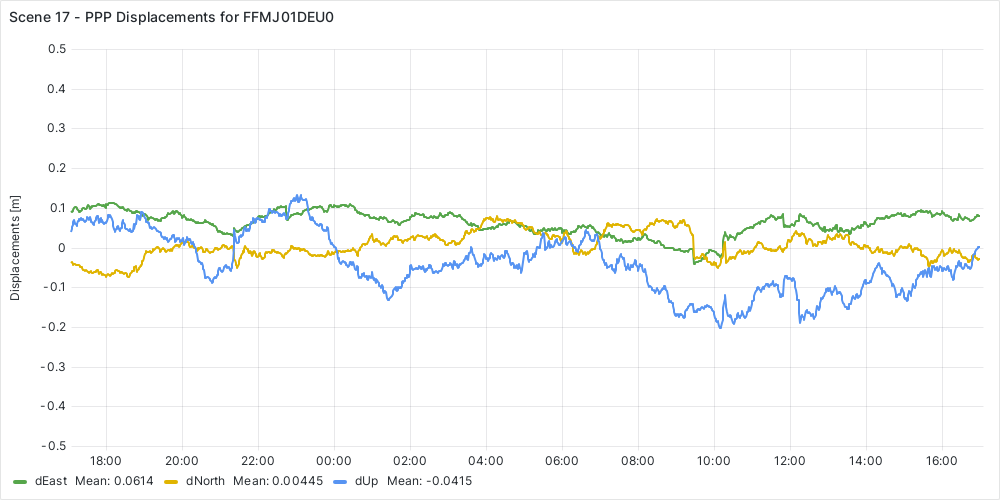 Scene 17 - PPP Displacements for FFMJ01DEU0
Displacements [m]
0.5
0.4
0.3
0.2
0.1
0
-0.1
-0.2
-0.3
-0.4
-0.5
18:00 20:00 22:00 00:00 02:00 04:00 06:00 08:00 10:00 12:00 14:00 16:00
dEast Mean: 0.0614 dNorth Mean: 0.00445 dUp Mean: -0.0415